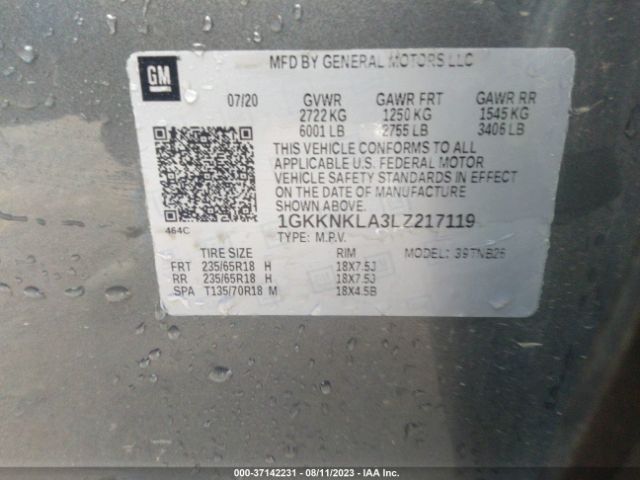 MFD BY GENERAL MOTORS LLC
GM
07/20 GVWR GAWR FRT GAWR RR
2722 KG 1250 KG 1545 KG
6001 LB 2755 LB 3406 LB
THIS VEHICLE CONFORMS TO ALL
APPLICABLE U.S. FEDERAL MOTOR
VEHICLE SAFETY STANDARDS IN EFFECT
ON THE DATE OF MANUFACTURE
SHOWN ABOVE.
1GKKNKLA3LZ217119
464C
TYPE: M.P.V.
TIRE SIZE RIM MODEL: 39TNB26
FRT 235/65R18 H 18X7.5J
RR 235/65R18 H 18X7.5J
SPA T135/70R18 M 18X4.5B
000-37142231 - 08/11/2023 - IAA Inc.